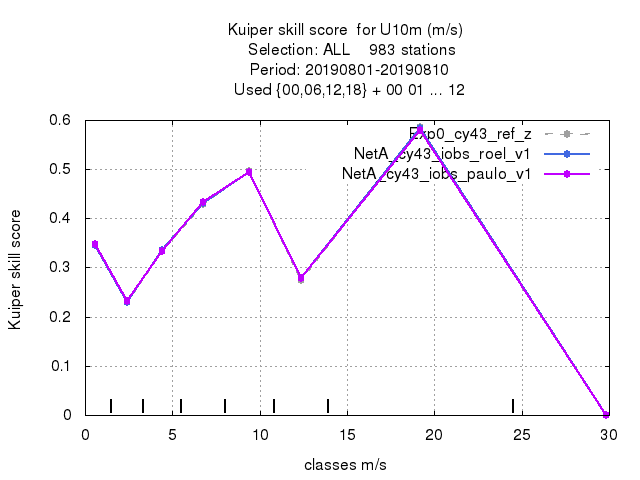 Kuiper skill score  for U10m (m/s)
Selection: ALL    983 stations
Period: 20190801-20190810
Used {00,06,12,18} + 00 01 ... 12
Exp0_cy43_ref_z
NetA_cy43_iobs_roel_v1
NetA_cy43_iobs_paulo_v1
Kuiper skill score
0.6
0.5
0.4
0.3
0.2
0.1
0
0 5 10 15 20 25 30
classes m/s